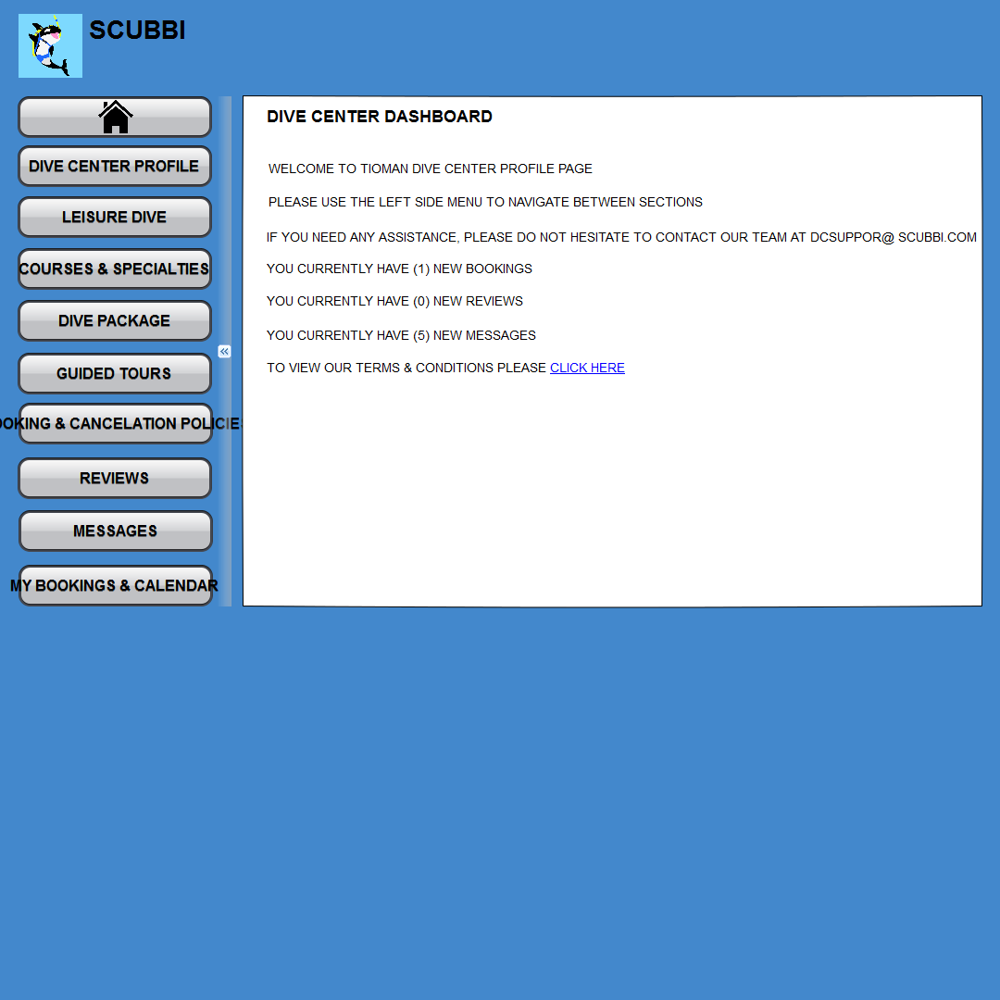 SCUBBI
DIVE CENTER PROFILE
LEISURE DIVE
COURSES & SPECIALTIES
DIVE PACKAGE
GUIDED TOURS
OOKING & CANCELATION POLICIE
REVIEWS
MESSAGES
MY BOOKINGS & CALENDAR
DIVE CENTER DASHBOARD
WELCOME TO TIOMAN DIVE CENTER PROFILE PAGE
PLEASE USE THE LEFT SIDE MENU TO NAVIGATE BETWEEN SECTIONS
IF YOU NEED ANY ASSISTANCE, PLEASE DO NOT HESITATE TO CONTACT OUR TEAM AT DCSUPPOR@ SCUBBI.COM
YOU CURRENTLY HAVE (1) NEW BOOKINGS
YOU CURRENTLY HAVE (0) NEW REVIEWS
YOU CURRENTLY HAVE (5) NEW MESSAGES
TO VIEW OUR TERMS & CONDITIONS PLEASE CLICK HERE